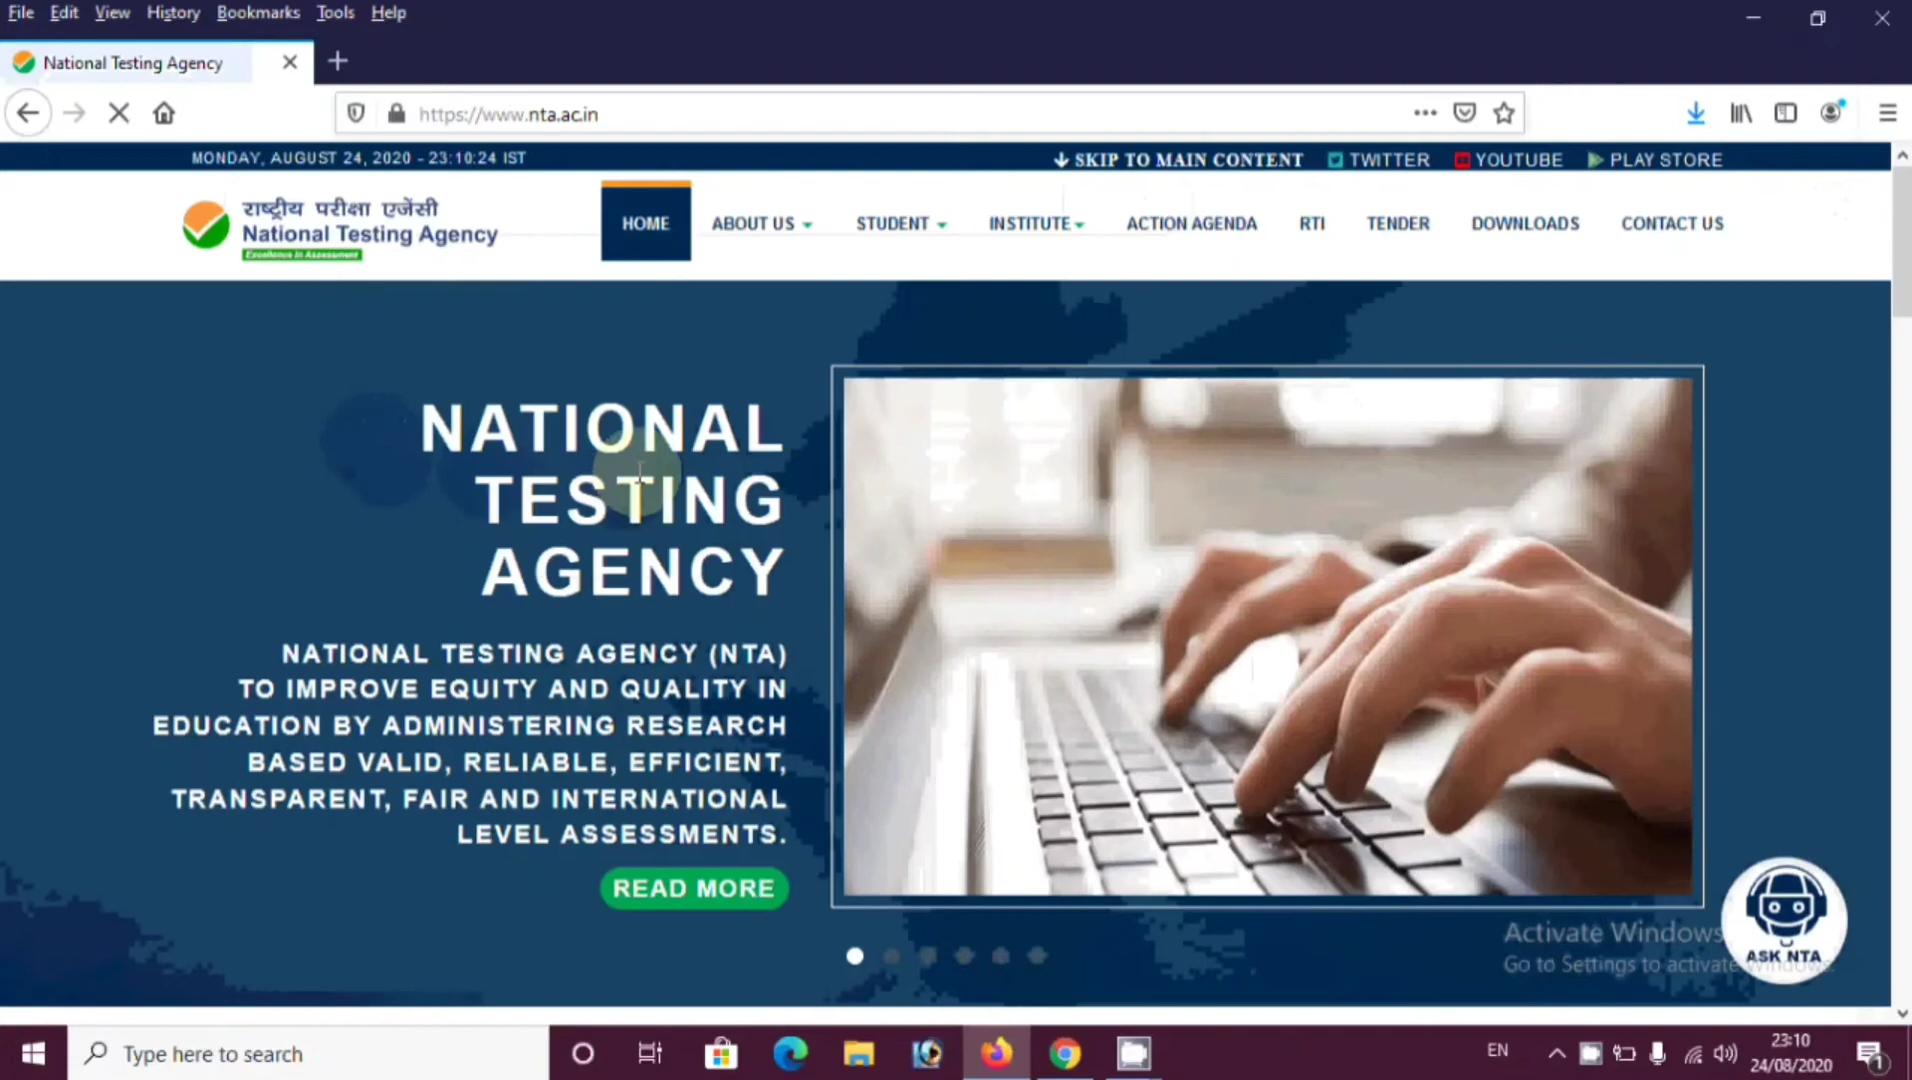 File Edit View History Bookmarks Tools Help
National Testing Agency
https://www.nta.ac.in
MONDAY, AUGUST 24, 2020 - 23:10:24 IST
SKIP TO MAIN CONTENT TWITTER YOUTUBE PLAY STORE
राष्ट्रीय परीक्षा एजेंसी
National Testing Agency
Excellence in Assessment
HOME ABOUT US STUDENT INSTITUTE ACTION AGENDA RTI TENDER DOWNLOADS CONTACT US
NATIONAL
TESTING
AGENCY
NATIONAL TESTING AGENCY (NTA)
TO IMPROVE EQUITY AND QUALITY IN
EDUCATION BY ADMINISTERING RESEARCH
BASED VALID, RELIABLE, EFFICIENT,
TRANSPARENT, FAIR AND INTERNATIONAL
LEVEL ASSESSMENTS.
READ MORE
Activate Windows
Go to Settings to activate Windows.
ASK NTA
Type here to search
EN
23:10
24/08/2020
1